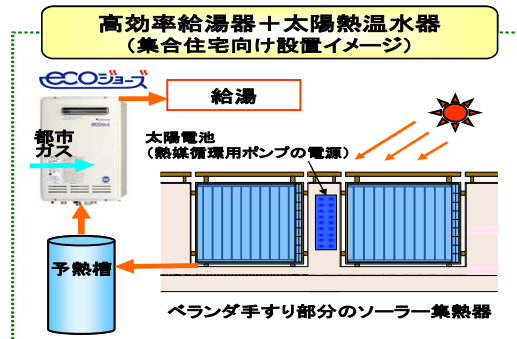 高効率給湯器＋太陽熱温水器
（集合住宅向け設置イメージ）
ecoジョーズ
給湯
都市
ガス
太陽電池
（熱媒循環用ポンプの電源）
予熱槽
ベランダ手すり部分のソーラー集熱器